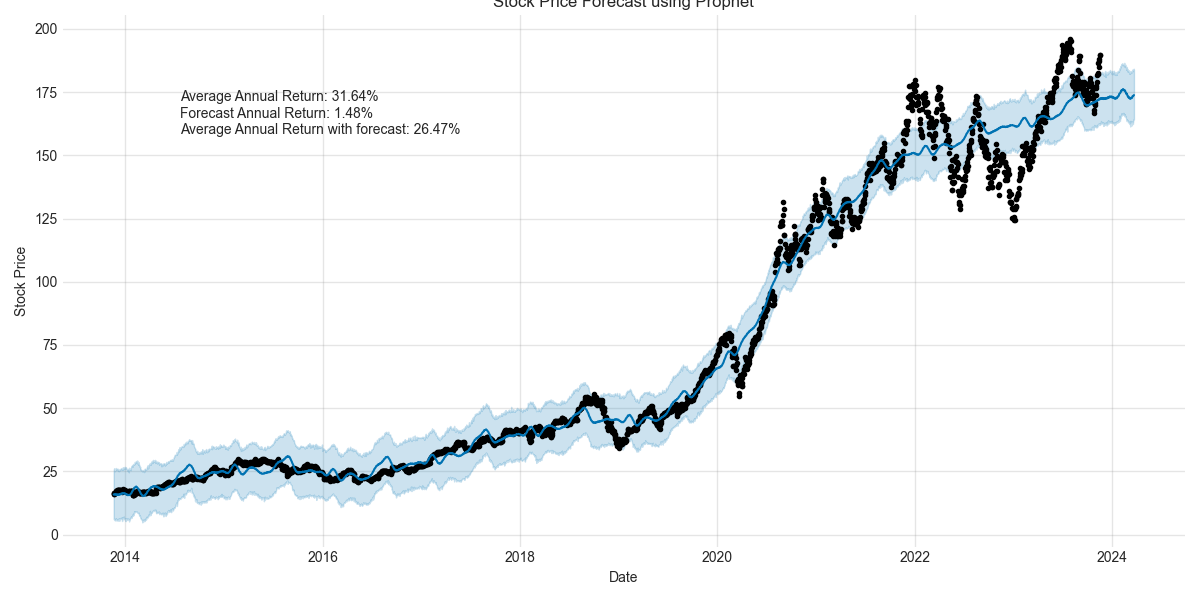 Stock Price Forecast using Prophet
200
175
150
125
100
75
50
25
0
Average Annual Return: 31.64%
Forecast Annual Return: 1.48%
Average Annual Return with forecast: 26.47%
Stock Price
2014 2016 2018 2020 2022 2024
Date